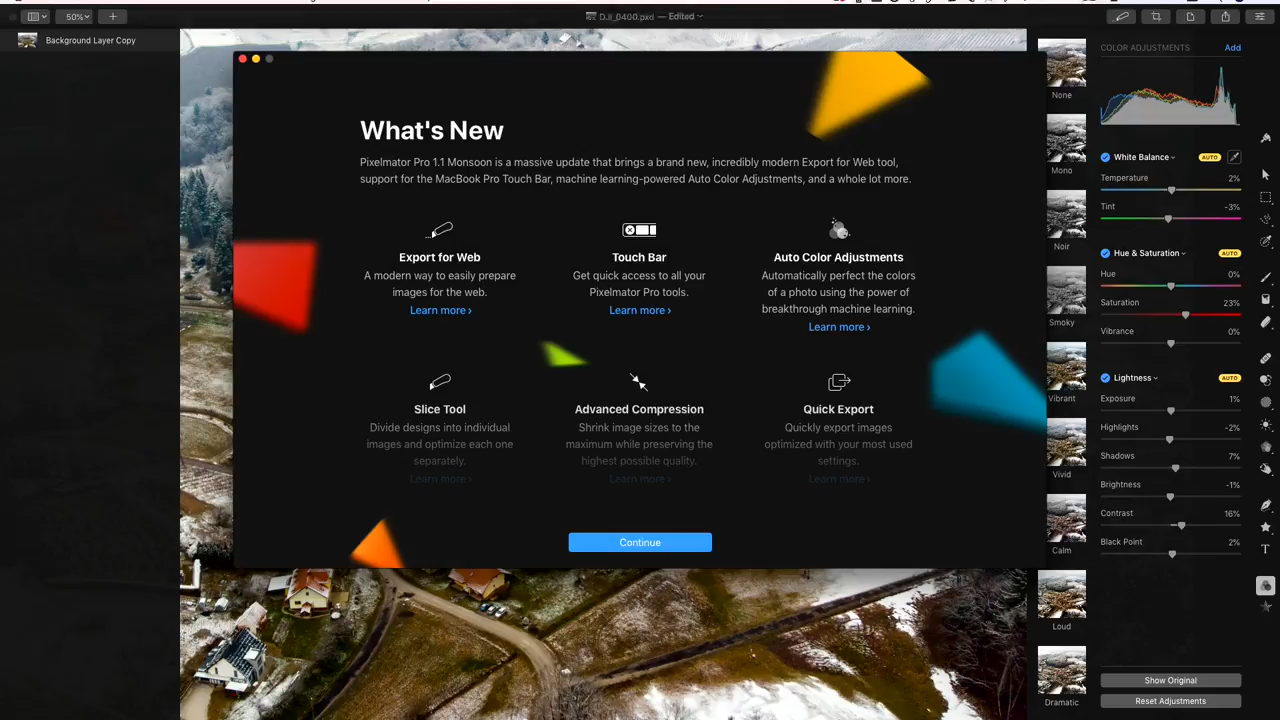 50%
DJI_0400.pxd — Edited
Background Layer Copy
What's New
Pixelmator Pro 1.1 Monsoon is a massive update that brings a brand new, incredibly modern Export for Web tool,
support for the MacBook Pro Touch Bar, machine learning-powered Auto Color Adjustments, and a whole lot more.
Export for Web
A modern way to easily prepare
images for the web.
Learn more ›
Touch Bar
Get quick access to all your
Pixelmator Pro tools.
Learn more ›
Auto Color Adjustments
Automatically perfect the colors
of a photo using the power of
breakthrough machine learning.
Learn more ›
Slice Tool
Divide designs into individual
images and optimize each one
separately.
Learn more ›
Advanced Compression
Shrink image sizes to the
maximum while preserving the
highest possible quality.
Learn more ›
Quick Export
Quickly export images
optimized with your most used
settings.
Learn more ›
Continue
None
Mono
Noir
Smoky
Vibrant
Vivid
Calm
Loud
Dramatic
COLOR ADJUSTMENTS Add
White Balance AUTO
Temperature 2%
Tint -3%
Hue & Saturation AUTO
Hue 0%
Saturation 23%
Vibrance 0%
Lightness AUTO
Exposure 1%
Highlights -2%
Shadows 7%
Brightness -1%
Contrast 16%
Black Point 2%
Show Original
Reset Adjustments